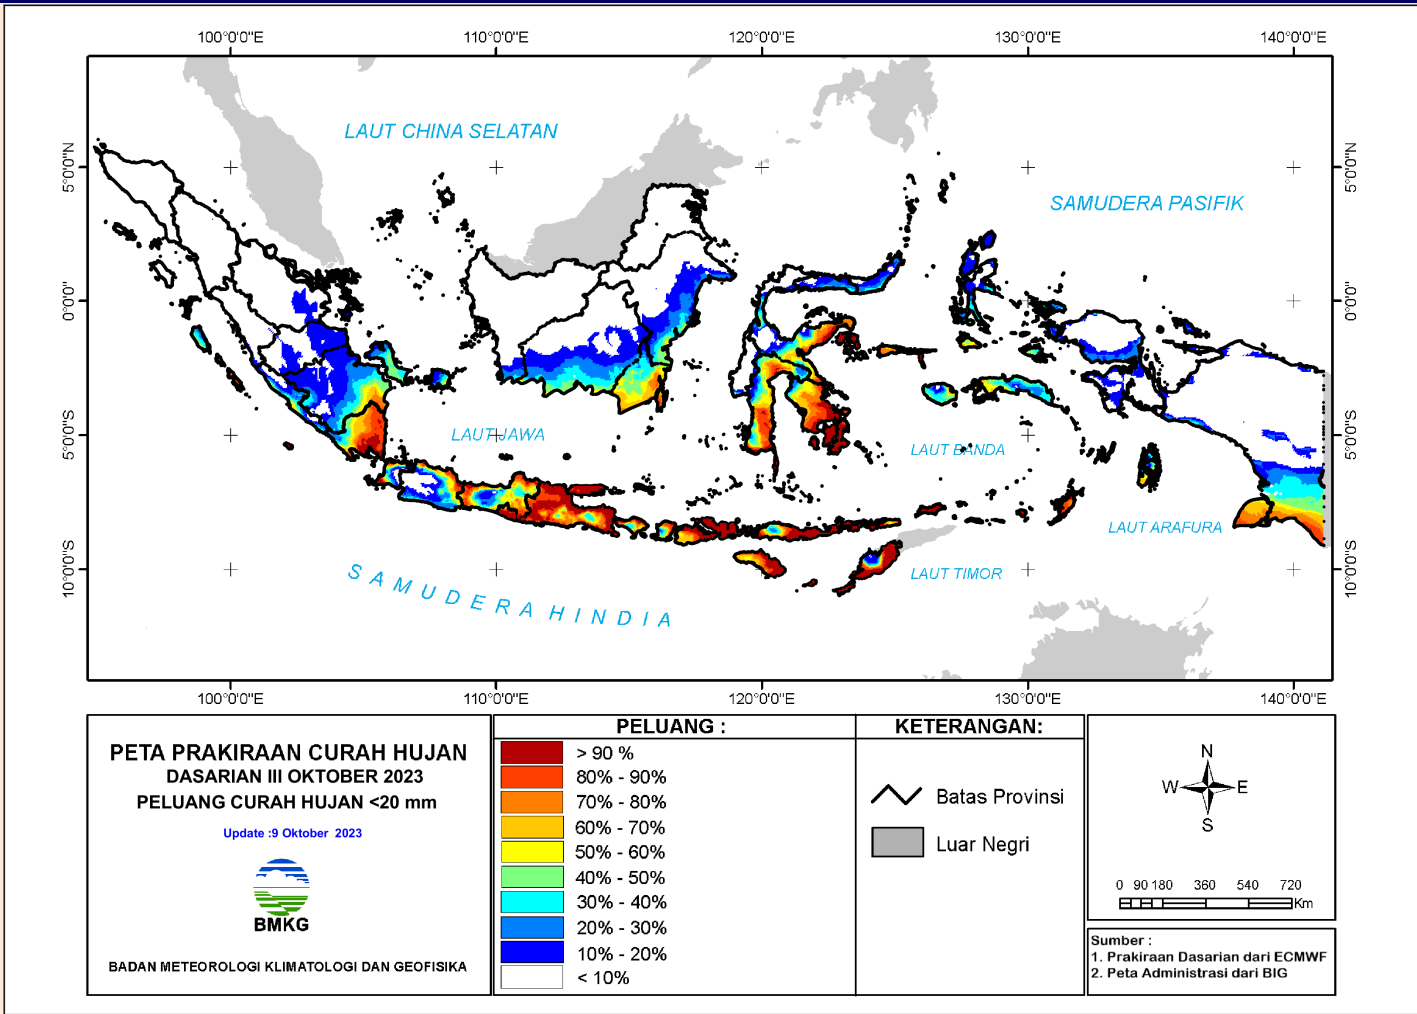 100°0'0"E 110°0'0"E 120°0'0"E 130°0'0"E 140°0'0"E
LAUT CHINA SELATAN
5°0'0"N 5°0'0"N
SAMUDERA PASIFIK
0°0'0" 0°0'0"
LAUT JAWA
5°0'0"S 5°0'0"S
LAUT BANDA
LAUT ARAFURA
10°0'0"S 10°0'0"S
LAUT TIMOR
SAMUDERA HINDIA
100°0'0"E 110°0'0"E 120°0'0"E 130°0'0"E 140°0'0"E
PETA PRAKIRAAN CURAH HUJAN
DASARIAN III OKTOBER 2023
PELUANG CURAH HUJAN <20 mm
Update :9 Oktober 2023
BMKG
BADAN METEOROLOGI KLIMATOLOGI DAN GEOFISIKA
PELUANG :
> 90 %
80% - 90%
70% - 80%
60% - 70%
50% - 60%
40% - 50%
30% - 40%
20% - 30%
10% - 20%
< 10%
KETERANGAN:
Batas Provinsi
Luar Negri
N
W E
S
0 90 180 360 540 720
Km
Sumber :
1. Prakiraan Dasarian dari ECMWF
2. Peta Administrasi dari BIG